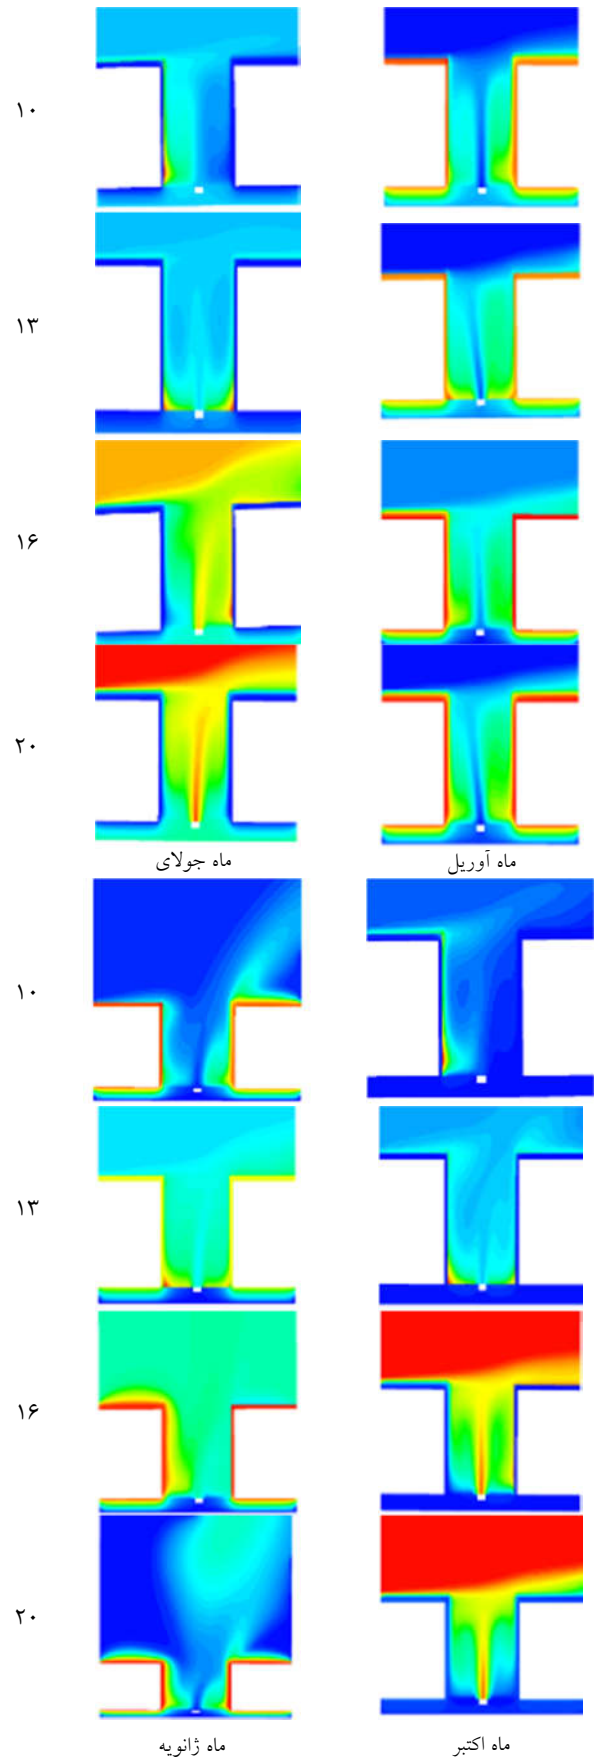 ۱۰
۱۳
۱۶
۲۰
ماه آوریل
ماه جولای
۱۰
۱۳
۱۶
۲۰
ماه اکتبر
ماه ژانویه